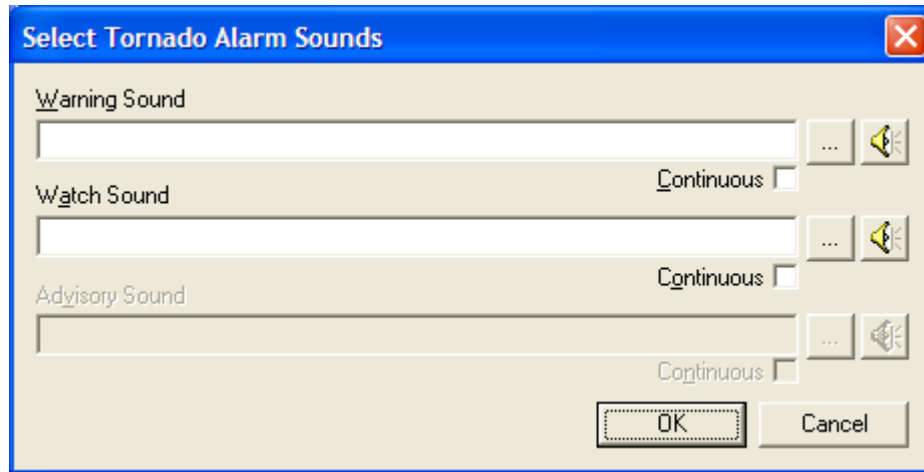 Select Tornado Alarm Sounds
Warning Sound
...
Continuous
Watch Sound
...
Continuous
Advisory Sound
...
Continuous
OK Cancel